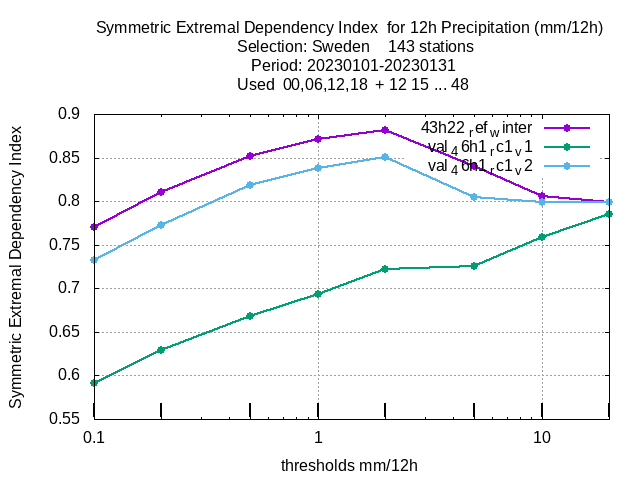 Symmetric Extremal Dependency Index  for 12h Precipitation (mm/12h)
Selection: Sweden    143 stations
Period: 20230101-20230131
Used  00,06,12,18  + 12 15 ... 48
43h22 ref winter
val 46h1 rc1 v1
val 46h1 rc1 v2
Symmetric Extremal Dependency Index
0.9
0.85
0.8
0.75
0.7
0.65
0.6
0.55
0.1 1 10
thresholds mm/12h